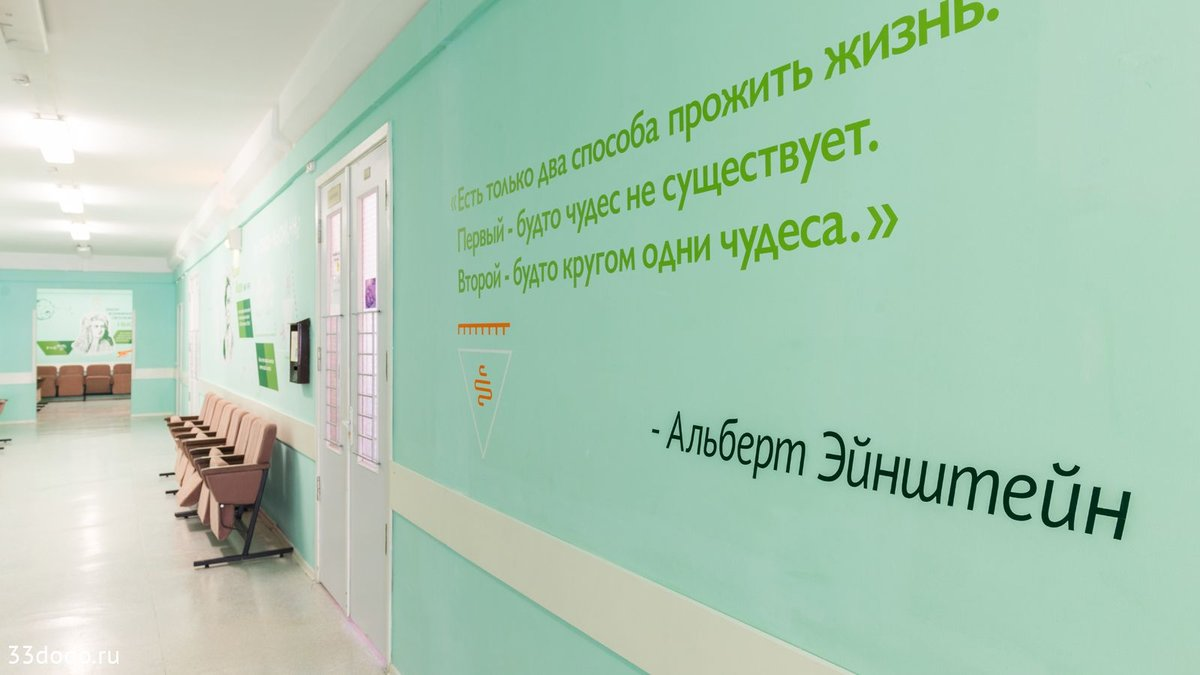 «Есть только два способа прожить жизнь.
Первый - будто чудес не существует.
Второй - будто кругом одни чудеса.»
- Альберт Эйнштейн
33dodo.ru